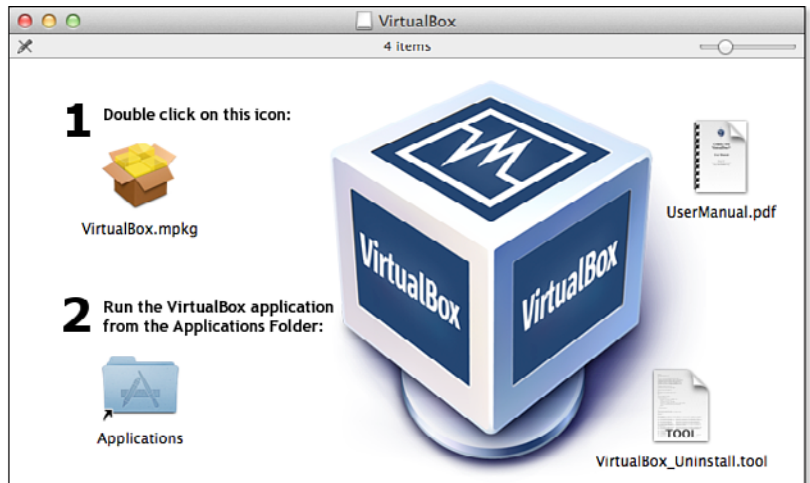 VirtualBox
4 items
1 Double click on this icon:
VirtualBox.mpkg
UserManual.pdf
VirtualBox
VirtualBox
2 Run the VirtualBox application
from the Applications Folder:
Applications
TOOL
VirtualBox_Uninstall.tool